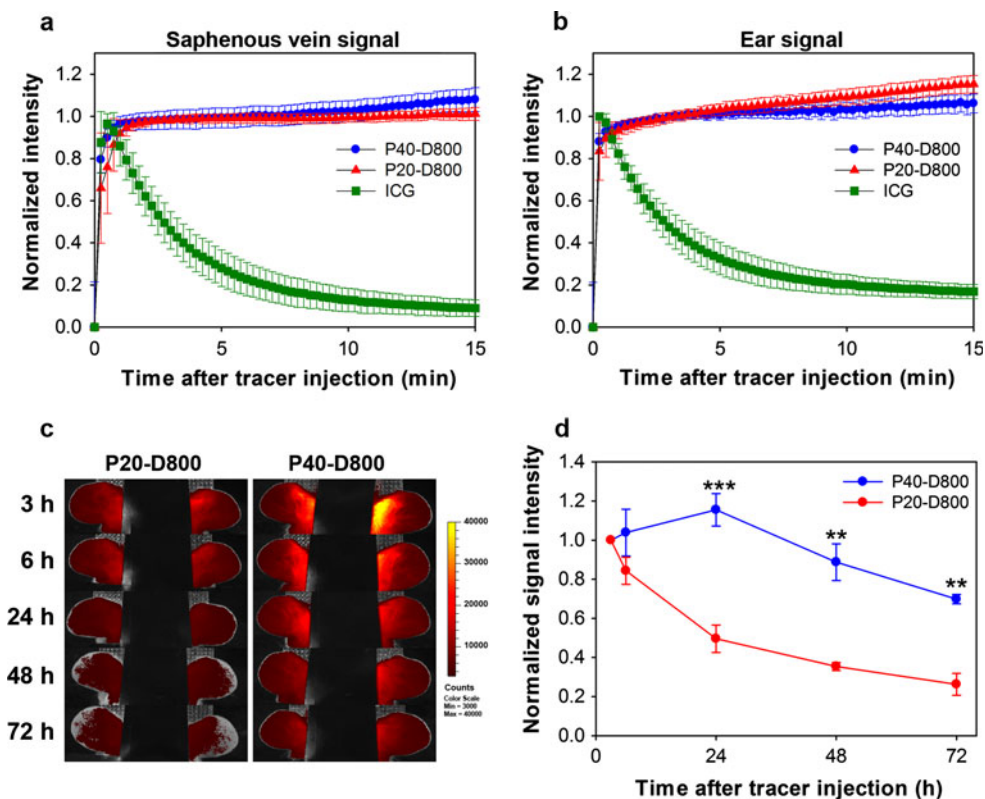 a
Saphenous vein signal
Normalized intensity
1.2
1.0
0.8
0.6
0.4
0.2
0.0
P40-D800
P20-D800
ICG
0
5
10
15
Time after tracer injection (min)
b
Ear signal
Normalized intensity
1.2
1.0
0.8
0.6
0.4
0.2
0.0
P40-D800
P20-D800
ICG
0
5
10
15
Time after tracer injection (min)
c
P20-D800
P40-D800
3 h
6 h
24 h
48 h
72 h
40000
30000
20000
10000
Counts
Color Scale
Min = 3000
Max = 40000
d
Normalized signal intensity
1.4
1.2
1.0
0.8
0.6
0.4
0.2
0.0
P40-D800
P20-D800
***
**
**
0
24
48
72
Time after tracer injection (h)